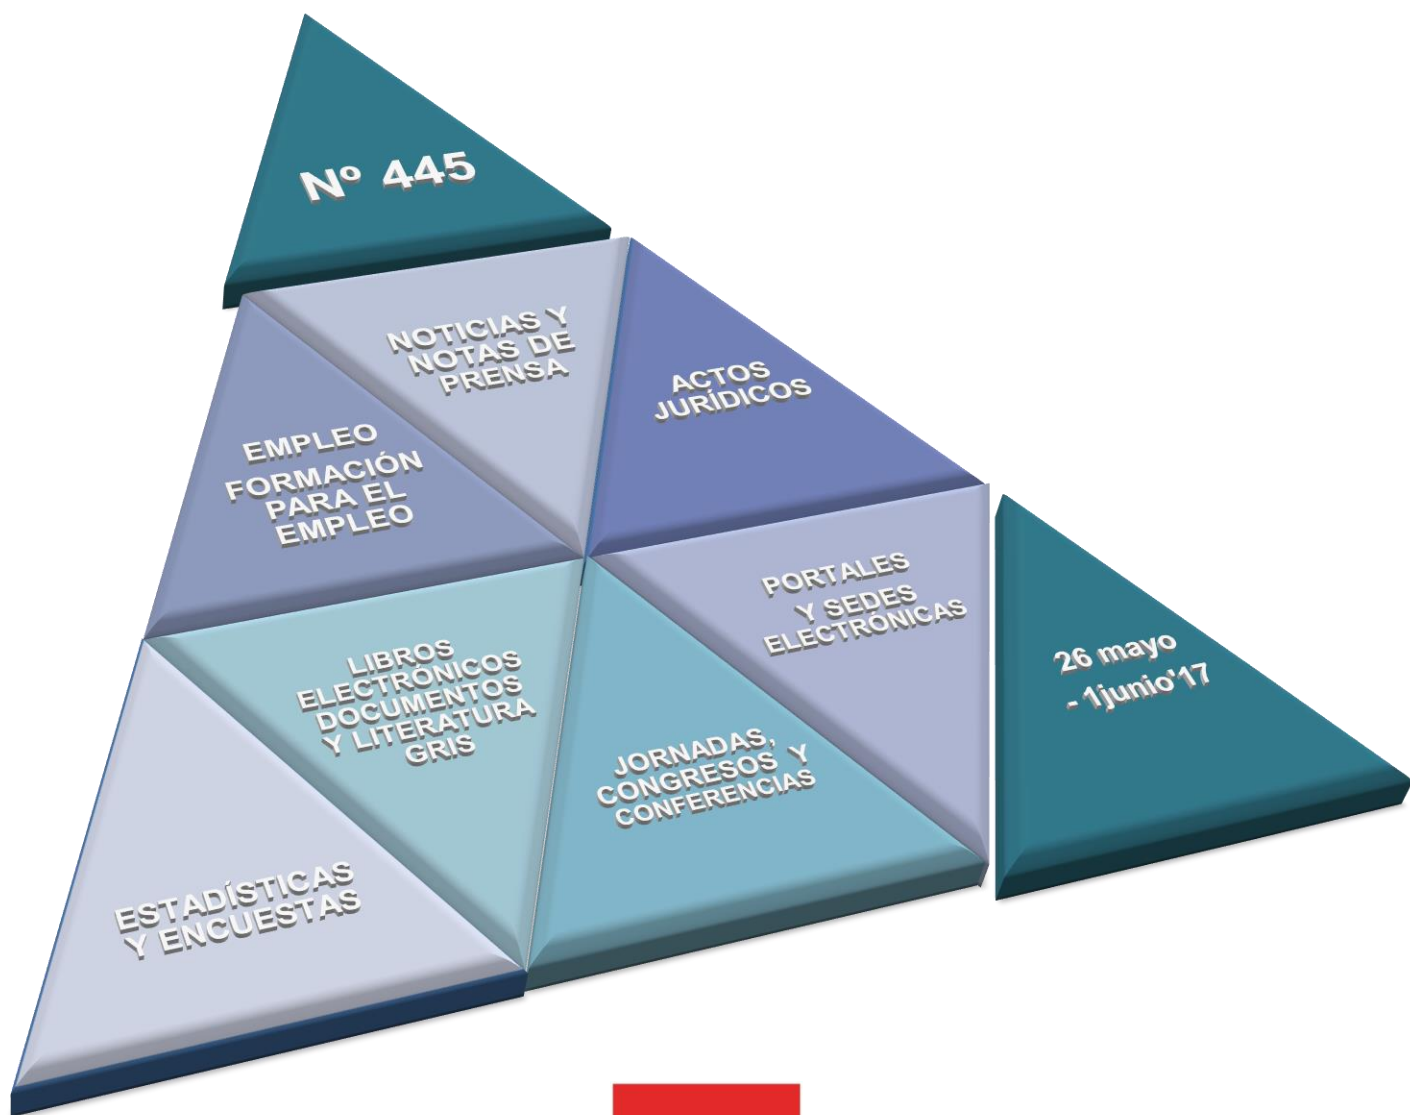 Nº 445
NOTICIAS Y
NOTAS DE
PRENSA
ACTOS
JURÍDICOS
EMPLEO
FORMACIÓN
PARA EL
EMPLEO
PORTALES
Y SEDES
ELECTRÓNICAS
26 mayo
- 1junio'17
LIBROS
ELECTRÓNICOS
DOCUMENTOS
Y LITERATURA
GRIS
JORNADAS,
CONGRESOS Y
CONFERENCIAS
ESTADÍSTICAS
Y ENCUESTAS